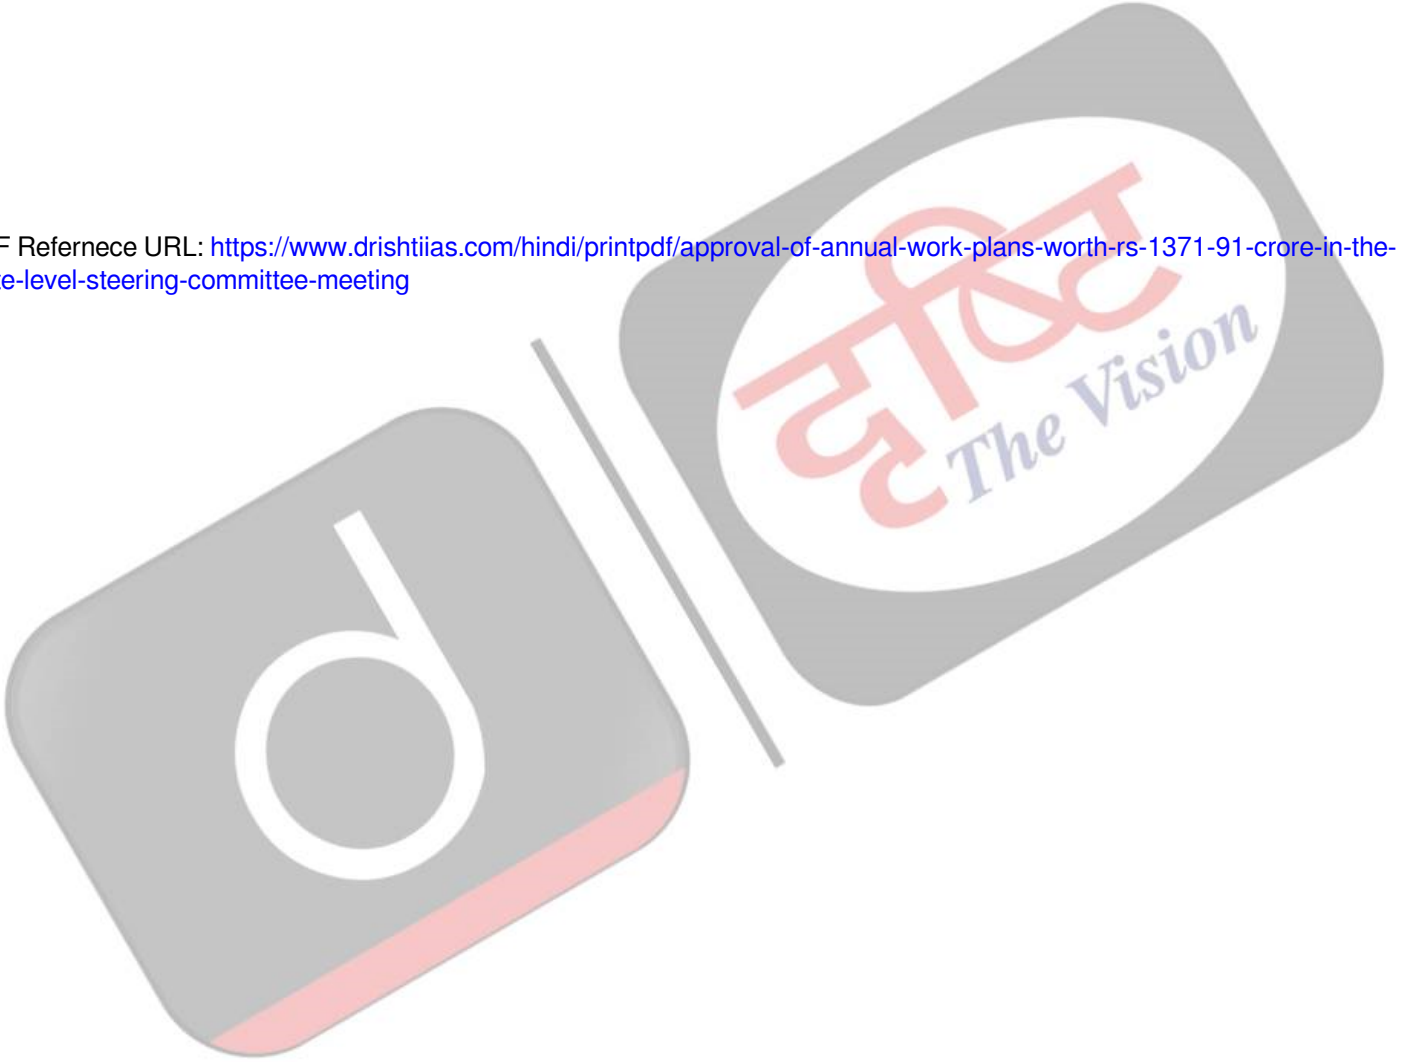 F Refernece URL: https://www.drishtiias.com/hindi/printpdf/approval-of-annual-work-plans-worth-rs-1371-91-crore-in-the-
te-level-steering-committee-meeting
दृष्टि
The Vision
d